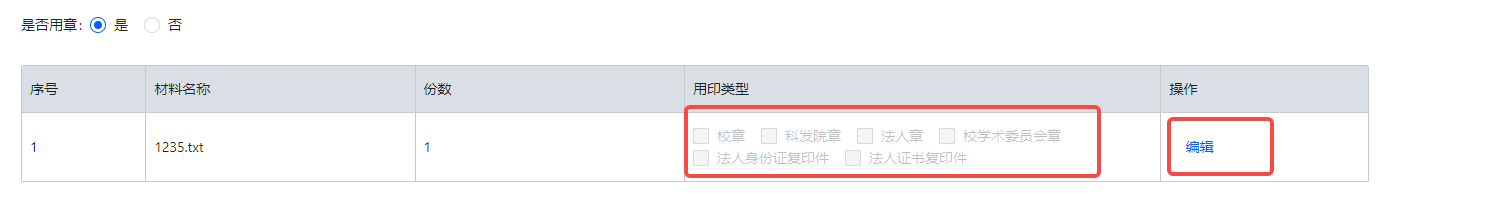 是否用章: 是 否
序号 材料名称 份数 用印类型 操作
1 1235.txt 1 校章 科发院章 法人章 校学术委员会章 编辑
法人身份证复印件 法人证书复印件